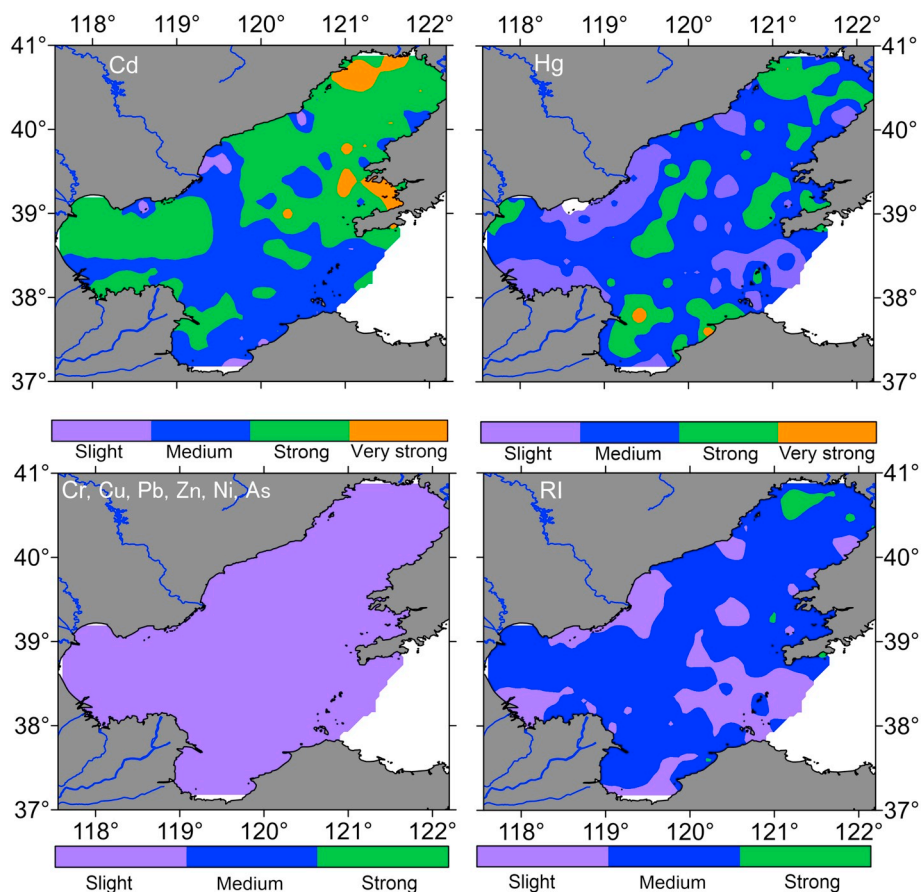 118° 119° 120° 121° 122° 118° 119° 120° 121° 122°
41° Cd Hg 41°
40° 40°
39° 39°
38° 38°
37° 37°
Slight Medium Strong Very strong Slight Medium Strong Very strong
41° Cr, Cu, Pb, Zn, Ni, As RI 41°
40° 40°
39° 39°
38° 38°
37° 37°
118° 119° 120° 121° 122° 118° 119° 120° 121° 122°
Slight Medium Strong Slight Medium Strong